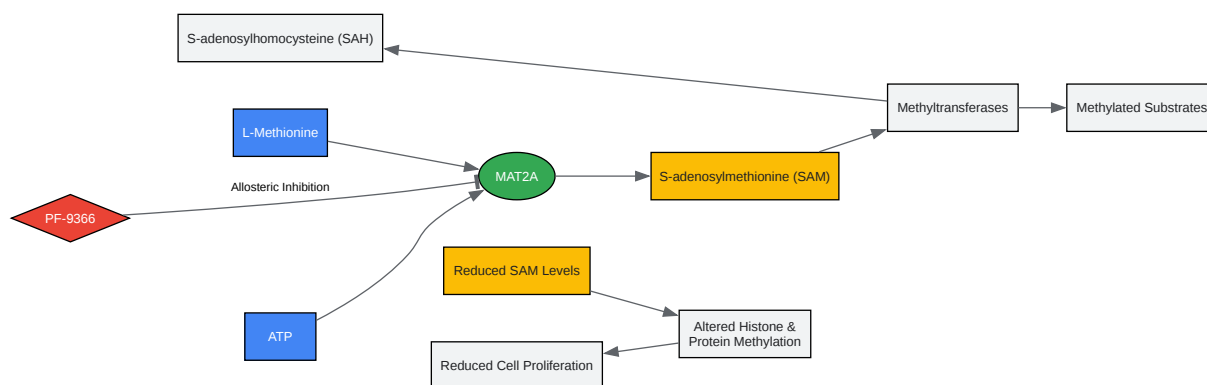 S-adenosylhomocysteine (SAH)
Methyltransferases
Methylated Substrates
L-Methionine
MAT2A
S-adenosylmethionine (SAM)
Allosteric Inhibition
PF-9366
Reduced SAM Levels
ATP
Altered Histone &
Protein Methylation
Reduced Cell Proliferation